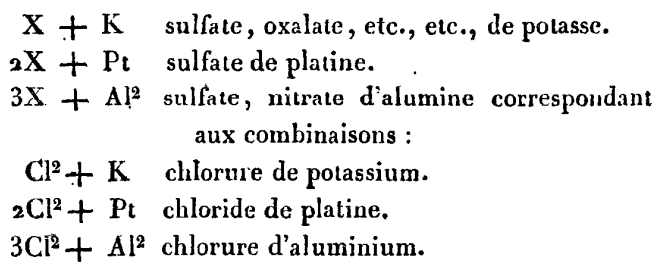 X + K sulfate, oxalate, etc., etc., de potasse.
2X + Pt sulfate de platine.
3X + Al² sulfate, nitrate d'alumine correspondant
aux combinaisons :
Cl² + K chlorure de potassium.
2Cl² + Pt chloride de platine.
3Cl² + Al² chlorure d'aluminium.